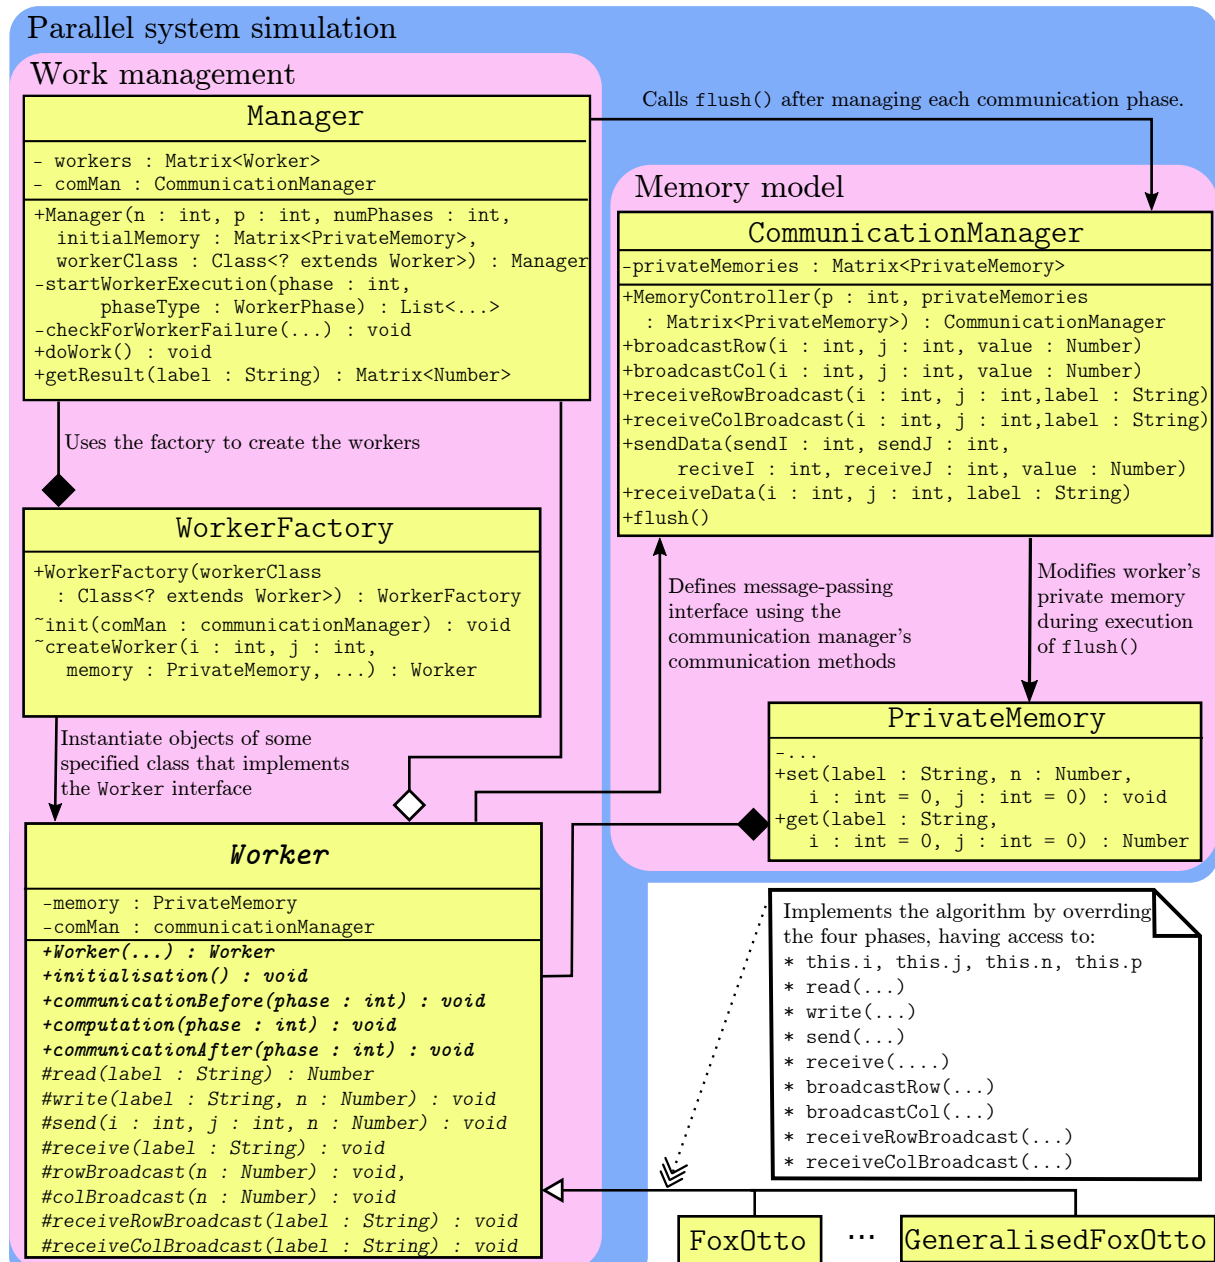 Parallel system simulation
Work management
Manager
- workers : Matrix<Worker>
- comMan : CommunicationManager
+Manager(n : int, p : int, numPhases : int,
initialMemory : Matrix<PrivateMemory>,
workerClass : Class<? extends Worker>) : Manager
-startWorkerExecution(phase : int,
phaseType : WorkerPhase) : List<...>
-checkForWorkerFailure(...) : void
+doWork() : void
+getResult(label : String) : Matrix<Number>
Calls flush() after managing each communication phase.
Memory model
CommunicationManager
-privateMemories : Matrix<PrivateMemory>
+MemoryController(p : int, privateMemories
: Matrix<PrivateMemory>) : CommunicationManager
+broadcastRow(i : int, j : int, value : Number)
+broadcastCol(i : int, j : int, value : Number)
+receiveRowBroadcast(i : int, j : int,label : String)
+receiveColBroadcast(i : int, j : int,label : String)
+sendData(sendI : int, sendJ : int,
reciveI : int, receiveJ : int, value : Number)
+receiveData(i : int, j : int, label : String)
+flush()
Uses the factory to create the workers
WorkerFactory
+WorkerFactory(workerClass
: Class<? extends Worker>) : WorkerFactory
~init(comMan : communicationManager) : void
~createWorker(i : int, j : int,
memory : PrivateMemory, ...) : Worker
Defines message-passing
interface using the
communication manager's
communication methods
Modifies worker's
private memory
during execution
of flush()
Instantiate objects of some
specified class that implements
the Worker interface
PrivateMemory
-...
+set(label : String, n : Number,
i : int = 0, j : int = 0) : void
+get(label : String,
i : int = 0, j : int = 0) : Number
Worker
-memory : PrivateMemory
-comMan : communicationManager
+Worker(...) : Worker
+initialisation() : void
+communicationBefore(phase : int) : void
+computation(phase : int) : void
+communicationAfter(phase : int) : void
#read(label : String) : Number
#write(label : String, n : Number) : void
#send(i : int, j : int, n : Number) : void
#receive(label : String) : void
#rowBroadcast(n : Number) : void,
#colBroadcast(n : Number) : void
#receiveRowBroadcast(label : String) : void
#receiveColBroadcast(label : String) : void
Implements the algorithm by overrding
the four phases, having access to:
* this.i, this.j, this.n, this.p
* read(...)
* write(...)
* send(...)
* receive(....)
* broadcastRow(...)
* broadcastCol(...)
* receiveRowBroadcast(...)
* receiveColBroadcast(...)
FoxOtto
...
GeneralisedFoxOtto